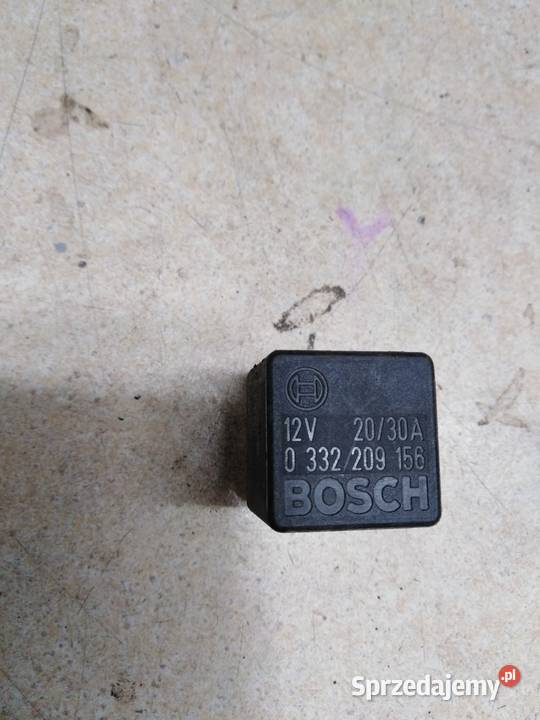 12V 20/30A
0 332 209 156
BOSCH
Sprzedajemy.pl